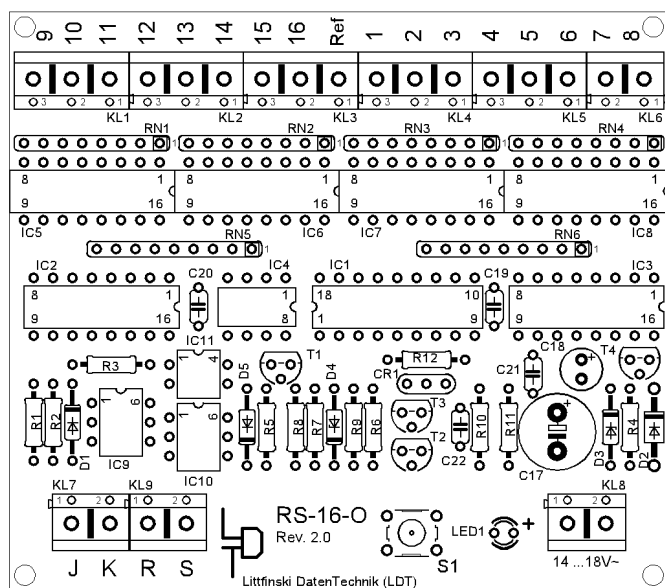 9 10 11 12 13 14 15 16 Ref 1 2 3 4 5 6 7 8
3 2 1 3 2 1 3 2 1 3 2 1 3 2 1 2 1
KL1 KL2 KL3 KL4 KL5 KL6
RN1 RN2 RN3 RN4
1 1 1 1
8 1 8 1 8 1 8 1
9 16 9 16 9 16 9 16
IC5 IC6 IC7 IC8
RN5 1 RN6 1
IC2 C20 IC4 IC1 C19 IC3
8 1 1 18 10 8 1
9 16 8 1 9 9 16
IC11 T1 R12 C18 T4
R3 1 4 D5 D4 CR1 C21 +
1 6 1 6 T3 +
R1 R2 D1 R5 R8 R7 R9 R6 T2 R10 R11 D3 R4 D2
IC9 IC10 C22 C17
KL7 KL9 KL8
1 2 1 2 1 2
RS-16-O
Rev. 2.0
LED1 +
S1
J K R S
14 ...18V~
Littfinski DatenTechnik (LDT)